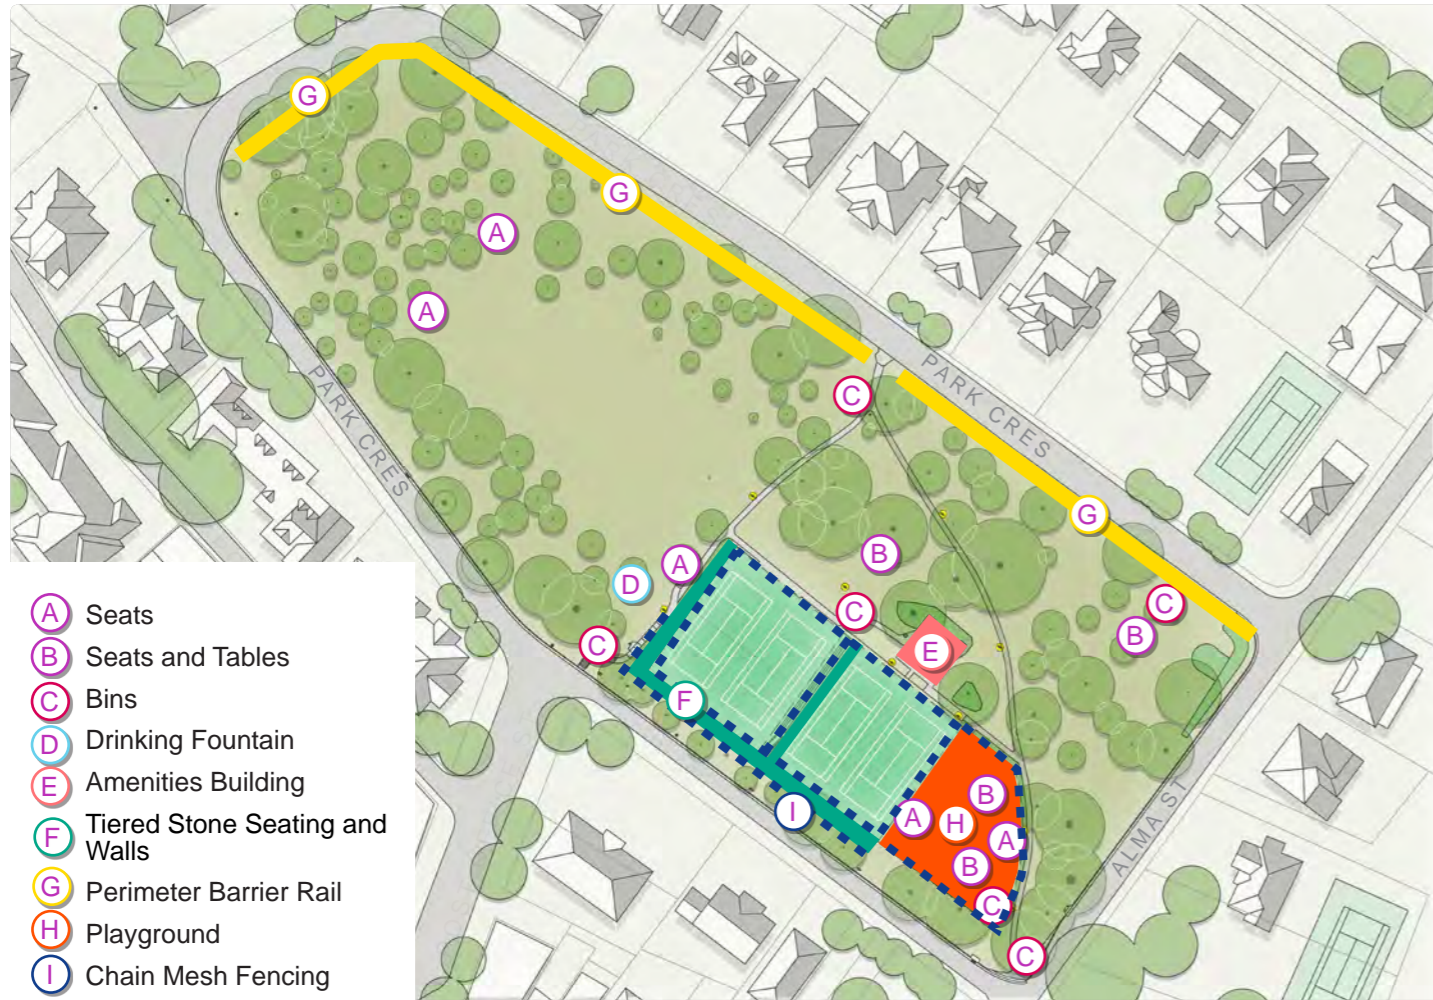 G
G
A
A
PARK CRES
PARK CRES
C
G
B
A
D
C
C
B
C
E
F
ALMA ST
B
I
A
H
A
B
C
C
A Seats
B Seats and Tables
C Bins
D Drinking Fountain
E Amenities Building
F Tiered Stone Seating and
Walls
G Perimeter Barrier Rail
H Playground
I Chain Mesh Fencing